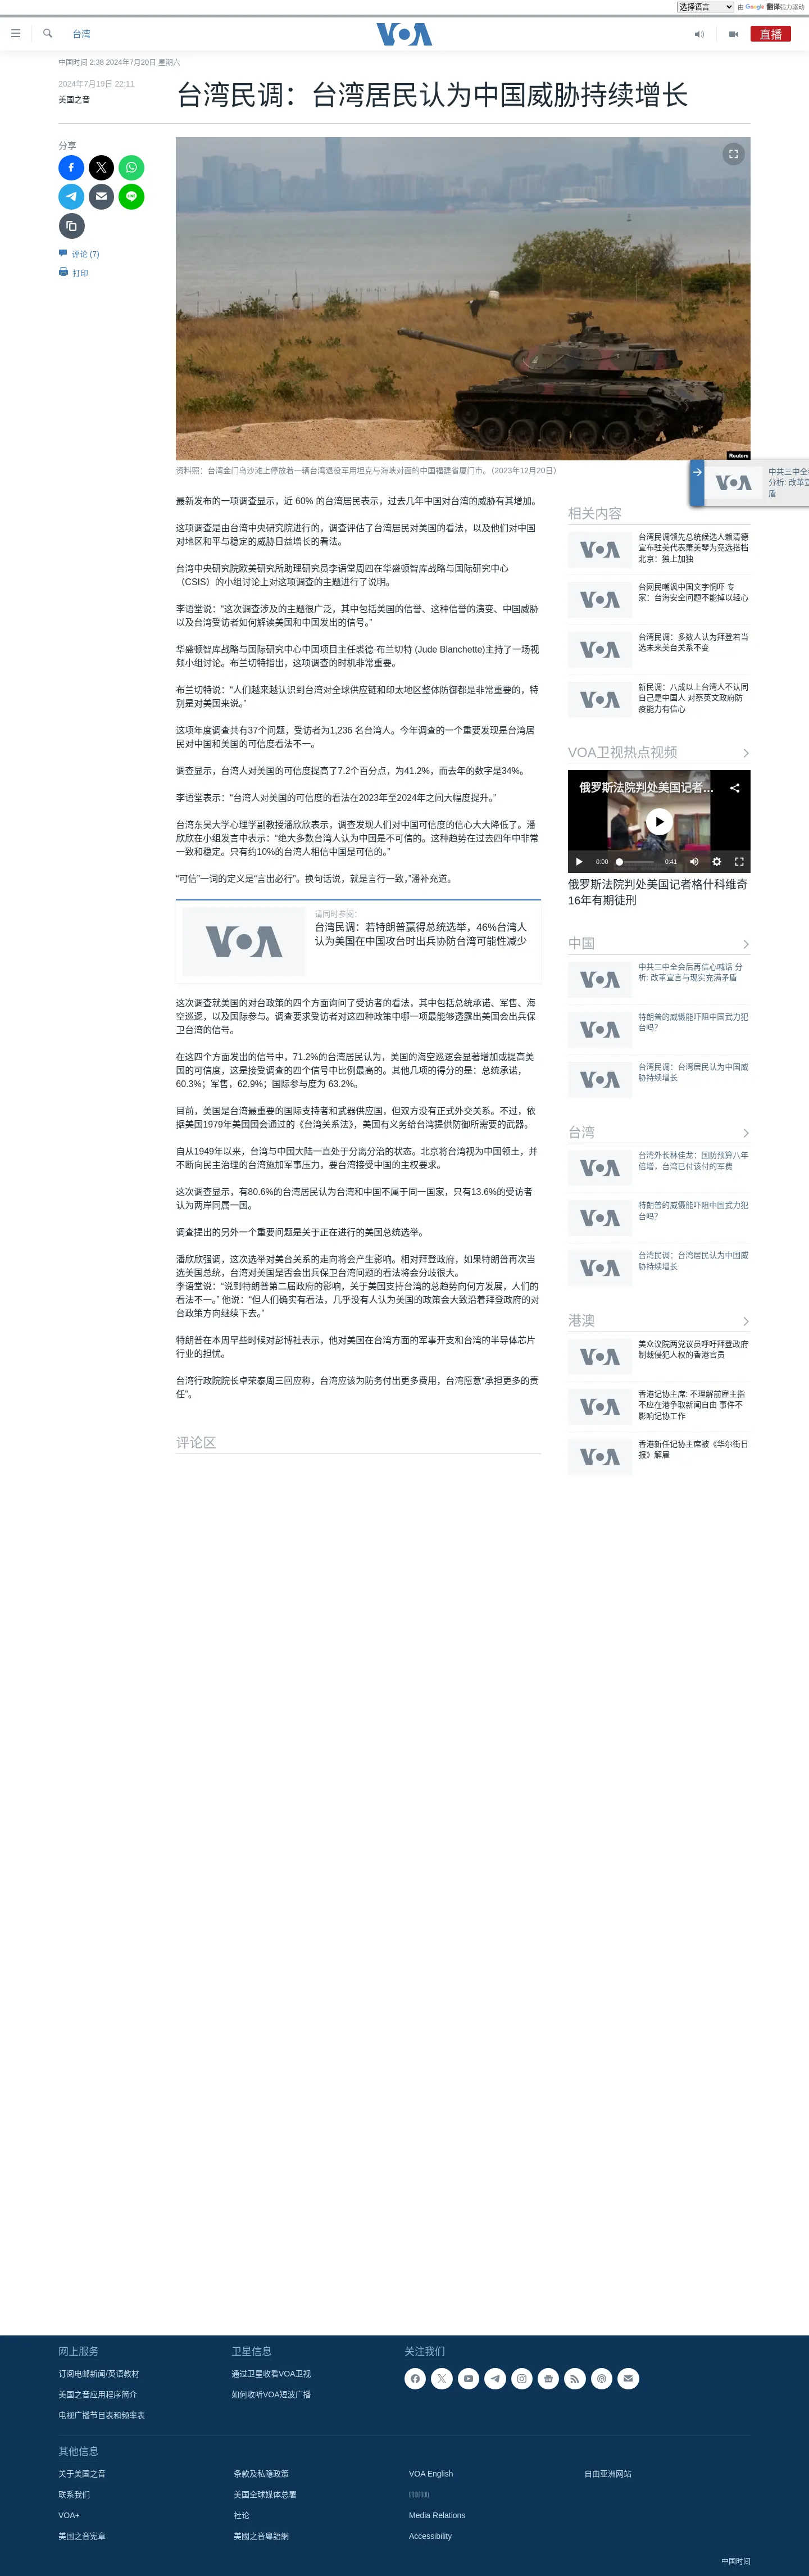 选择语言
由 Google 翻译强力驱动
台湾
VOA
直播
中国时间 2:38 2024年7月20日 星期六
2024年7月19日 22:11
美国之音
台湾民调：台湾居民认为中国威胁持续增长
分享
评论 (7)
打印
Reuters
资料照：台湾金门岛沙滩上停放着一辆台湾退役军用坦克与海峡对面的中国福建省厦门市。（2023年12月20日）
最新发布的一项调查显示，近 60% 的台湾居民表示，过去几年中国对台湾的威胁有其增加。
这项调查是由台湾中央研究院进行的，调查评估了台湾居民对美国的看法，以及他们对中国
对地区和平与稳定的威胁日益增长的看法。
台湾中央研究院欧美研究所助理研究员李语堂周四在华盛顿智库战略与国际研究中心
（CSIS）的小组讨论上对这项调查的主题进行了说明。
李语堂说：“这次调查涉及的主题很广泛，其中包括美国的信誉、这种信誉的演变、中国威胁
以及台湾受访者如何解读美国和中国发出的信号。”
华盛顿智库战略与国际研究中心中国项目主任裘德·布兰切特 (Jude Blanchette)主持了一场视
频小组讨论。布兰切特指出，这项调查的时机非常重要。
布兰切特说：“人们越来越认识到台湾对全球供应链和印太地区整体防御都是非常重要的，特
别是对美国来说。”
这项年度调查共有37个问题，受访者为1,236 名台湾人。今年调查的一个重要发现是台湾居
民对中国和美国的可信度看法不一。
调查显示，台湾人对美国的可信度提高了7.2个百分点，为41.2%，而去年的数字是34%。
李语堂表示：“台湾人对美国的可信度的看法在2023年至2024年之间大幅度提升。”
台湾东吴大学心理学副教授潘欣欣表示，调查发现人们对中国可信度的信心大大降低了。潘
欣欣在小组发言中表示：“绝大多数台湾人认为中国是不可信的。这种趋势在过去四年中非常
一致和稳定。只有约10%的台湾人相信中国是可信的。”
“可信”一词的定义是“言出必行”。换句话说，就是言行一致，”潘补充道。
请同时参阅:
VOA
台湾民调：若特朗普赢得总统选举，46%台湾人
认为美国在中国攻台时出兵协防台湾可能性减少
这次调查就美国的对台政策的四个方面询问了受访者的看法，其中包括总统承诺、军售、海
空巡逻，以及国际参与。调查要求受访者对这四种政策中哪一项最能够透露出美国会出兵保
卫台湾的信号。
在这四个方面发出的信号中，71.2%的台湾居民认为，美国的海空巡逻会显著增加或提高美
国的可信度，这是接受调查的四个信号中比例最高的。其他几项的得分的是：总统承诺，
60.3%；军售，62.9%；国际参与度为 63.2%。
目前，美国是台湾最重要的国际支持者和武器供应国，但双方没有正式外交关系。不过，依
据美国1979年美国国会通过的《台湾关系法》，美国有义务给台湾提供防御所需要的武器。
自从1949年以来，台湾与中国大陆一直处于分离分治的状态。北京将台湾视为中国领土，并
不断向民主治理的台湾施加军事压力，要台湾接受中国的主权要求。
这次调查显示，有80.6%的台湾居民认为台湾和中国不属于同一国家，只有13.6%的受访者
认为两岸同属一国。
调查提出的另外一个重要问题是关于正在进行的美国总统选举。
潘欣欣强调，这次选举对美台关系的走向将会产生影响。相对拜登政府，如果特朗普再次当
选美国总统，台湾对美国是否会出兵保卫台湾问题的看法将会分歧很大。
李语堂说：“说到特朗普第二届政府的影响，关于美国支持台湾的总趋势向何方发展，人们的
看法不一。” 他说：“但人们确实有看法，几乎没有人认为美国的政策会大致沿着拜登政府的对
台政策方向继续下去。”
特朗普在本周早些时候对彭博社表示，他对美国在台湾方面的军事开支和台湾的半导体芯片
行业的担忧。
台湾行政院院长卓荣泰周三回应称，台湾应该为防务付出更多费用，台湾愿意“承担更多的责
任”。
评论区
VOA
中共三中全会
分析: 改革宣
盾
相关内容
VOA
台湾民调领先总统候选人赖清德
宣布驻美代表萧美琴为竞选搭档
北京：独上加独
VOA
台网民嘲讽中国文字恫吓 专
家：台海安全问题不能掉以轻心
VOA
台湾民调：多数人认为拜登若当
选未来美台关系不变
VOA
新民调：八成以上台湾人不认同
自己是中国人 对蔡英文政府防
疫能力有信心
VOA卫视热点视频
俄罗斯法院判处美国记者...
0:00
0:41
俄罗斯法院判处美国记者格什科维奇
16年有期徒刑
中国
VOA
中共三中全会后再信心喊话 分
析: 改革宣言与现实充满矛盾
VOA
特朗普的威慑能吓阻中国武力犯
台吗?
VOA
台湾民调：台湾居民认为中国威
胁持续增长
台湾
VOA
台湾外长林佳龙：国防预算八年
倍增，台湾已付该付的军费
VOA
特朗普的威慑能吓阻中国武力犯
台吗?
VOA
台湾民调：台湾居民认为中国威
胁持续增长
港澳
VOA
美众议院两党议员呼吁拜登政府
制裁侵犯人权的香港官员
VOA
香港记协主席: 不理解前雇主指
不应在港争取新闻自由 事件不
影响记协工作
VOA
香港新任记协主席被《华尔街日
报》解雇
网上服务
订阅电邮新闻/英语教材
美国之音应用程序简介
电视广播节目表和频率表
卫星信息
通过卫星收看VOA卫视
如何收听VOA短波广播
关注我们
其他信息
关于美国之音
联系我们
VOA+
美国之音宪章
条款及私隐政策
美国全球媒体总署
社论
美國之音粵語網
VOA English
Media Relations
Accessibility
自由亚洲网站
中国时间